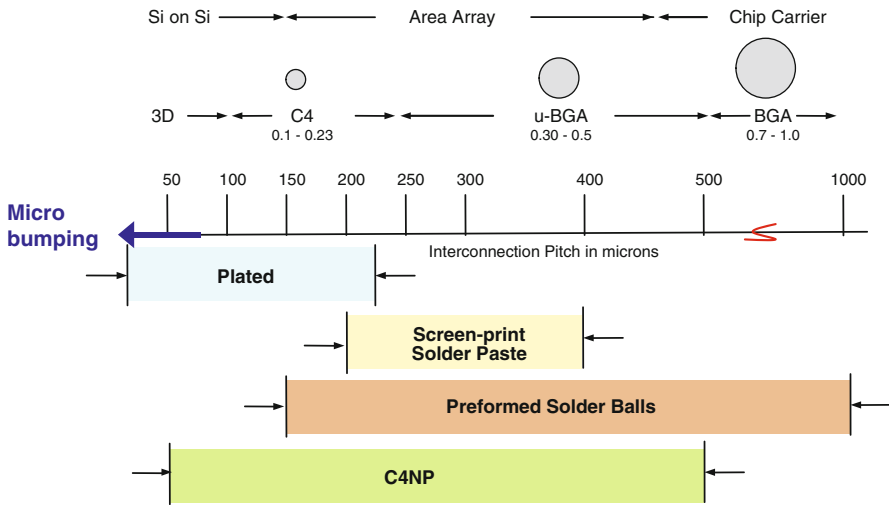 Si on Si Area Array Chip Carrier
3D C4 u-BGA BGA
0.1 - 0.23 0.30 - 0.5 0.7 - 1.0
50 100 150 200 250 300 400 500 1000
Micro
bumping
Interconnection Pitch in microns
Plated
Screen-print
Solder Paste
Preformed Solder Balls
C4NP